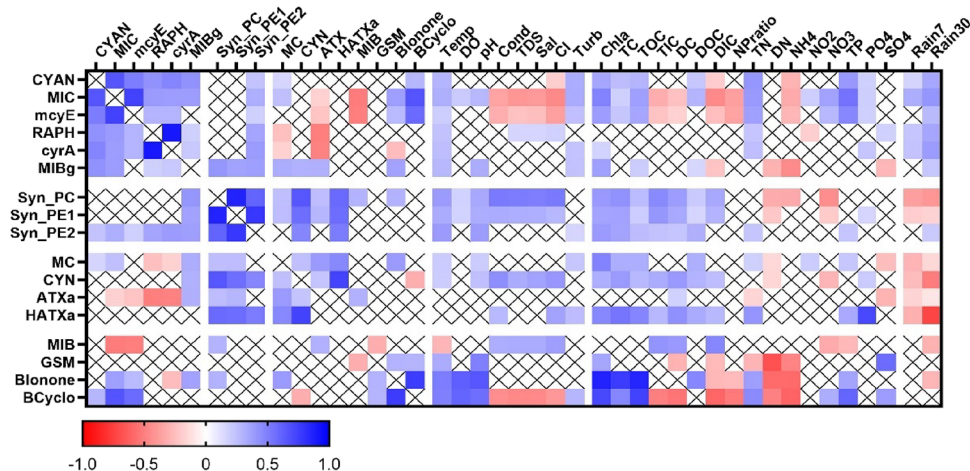 CYAN MIC mcyE RAPH cyrA MIBg Syn_PC Syn_PE1 Syn_PE2 MC CYN ATX HATXa MIB GSM Blonone BCyclo Temp DO pH Cond TDS Sal Cl Turb Chla TC TOC TIC DC DOC DIC NPratio TN DN NH4 NO2 NO3 TP PO4 SO4 Rain7 Rain30
CYAN
MIC
mcyE
RAPH
cyrA
MIBg
Syn_PC
Syn_PE1
Syn_PE2
MC
CYN
ATXa
HATXa
MIB
GSM
Blonone
BCyclo
-1.0 -0.5 0 0.5 1.0